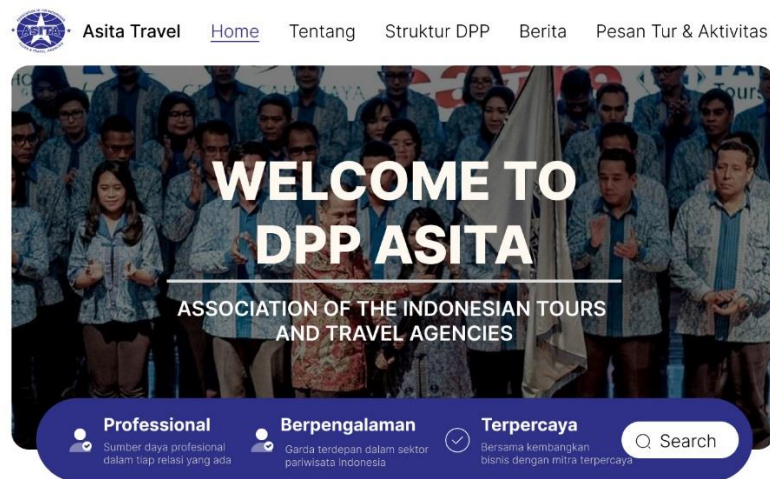 ASITA
Asita Travel Home Tentang Struktur DPP Berita Pesan Tur & Aktivitas
Tours
WELCOME TO
DPP ASITA
ASSOCIATION OF THE INDONESIAN TOURS
AND TRAVEL AGENCIES
Professional
Sumber daya profesional
dalam tiap relasi yang ada
Berpengalaman
Garda terdepan dalam sektor
pariwisata Indonesia
Terpercaya
Bersama kembangkan
bisnis dengan mitra terpercaya
Search